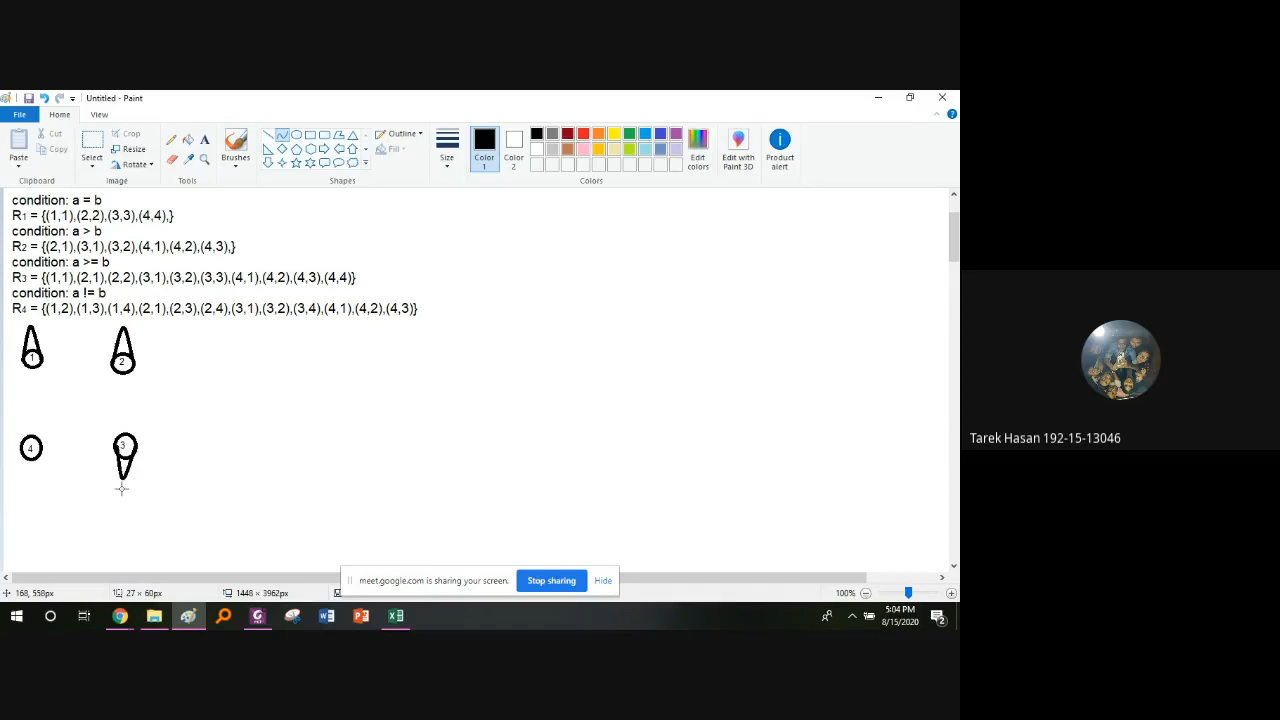 Untitled - Paint
File Home View
Cut
Copy
Paste
Crop
Resize
Rotate
Select
Brushes
Outline
Fill
Size
Color 1
Color 2
Edit colors
Edit with Paint 3D
Product alert
Clipboard Image Tools Shapes Colors
condition: a = b
R1 = {(1,1),(2,2),(3,3),(4,4),}
condition: a > b
R2 = {(2,1),(3,1),(3,2),(4,1),(4,2),(4,3),}
condition: a >= b
R3 = {(1,1),(2,1),(2,2),(3,1),(3,2),(3,3),(4,1),(4,2),(4,3),(4,4)}
condition: a != b
R4 = {(1,2),(1,3),(1,4),(2,1),(2,3),(2,4),(3,1),(3,2),(3,4),(4,1),(4,2),(4,3)}
1 2
4 3
Tarek Hasan 192-15-13046
meet.google.com is sharing your screen. Stop sharing Hide
168, 558px 27 × 60px 1448 × 3962px 100%
5:04 PM
8/15/2020
2